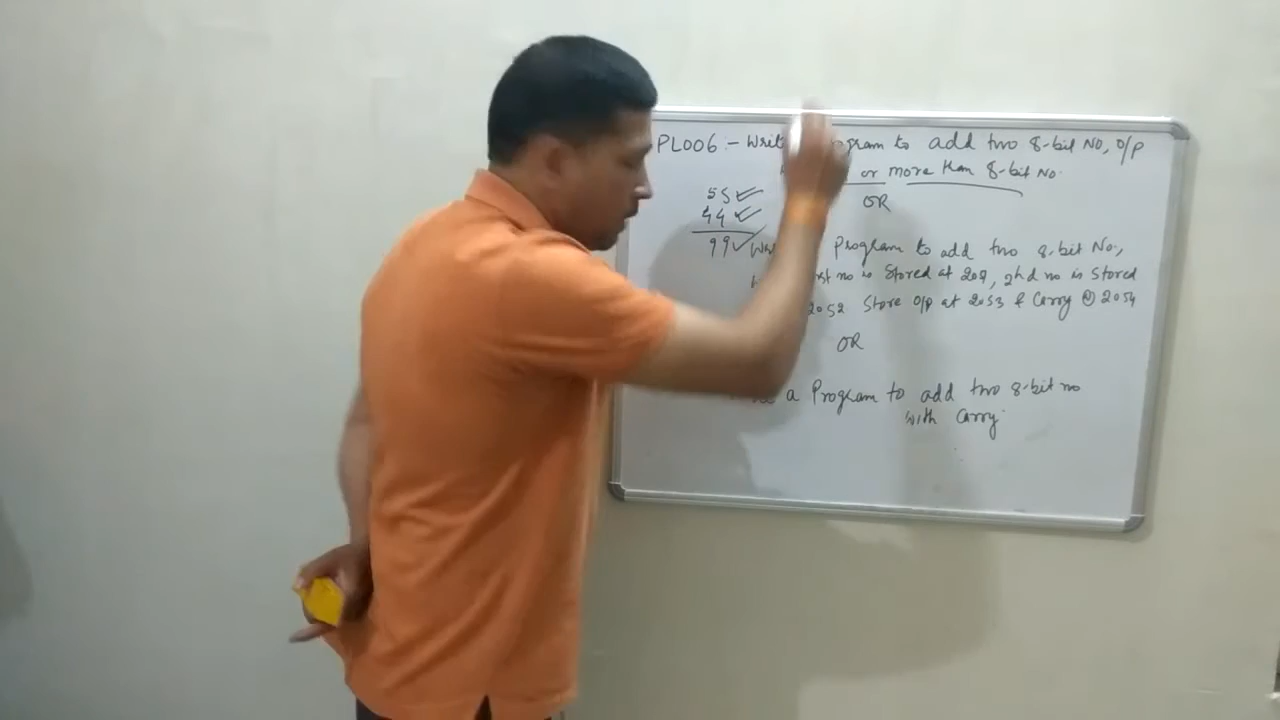 PL006:- Write program to add two 8-bit NO, O/P
or more than 8-bit No.
55
44
99
OR
program to add two 8-bit No.,
no is Stored at 2051, 2nd no is stored
2052 Store O/P at 2053 & Carry @ 2054
OR
a Program to add two 8-bit no
with Carry.